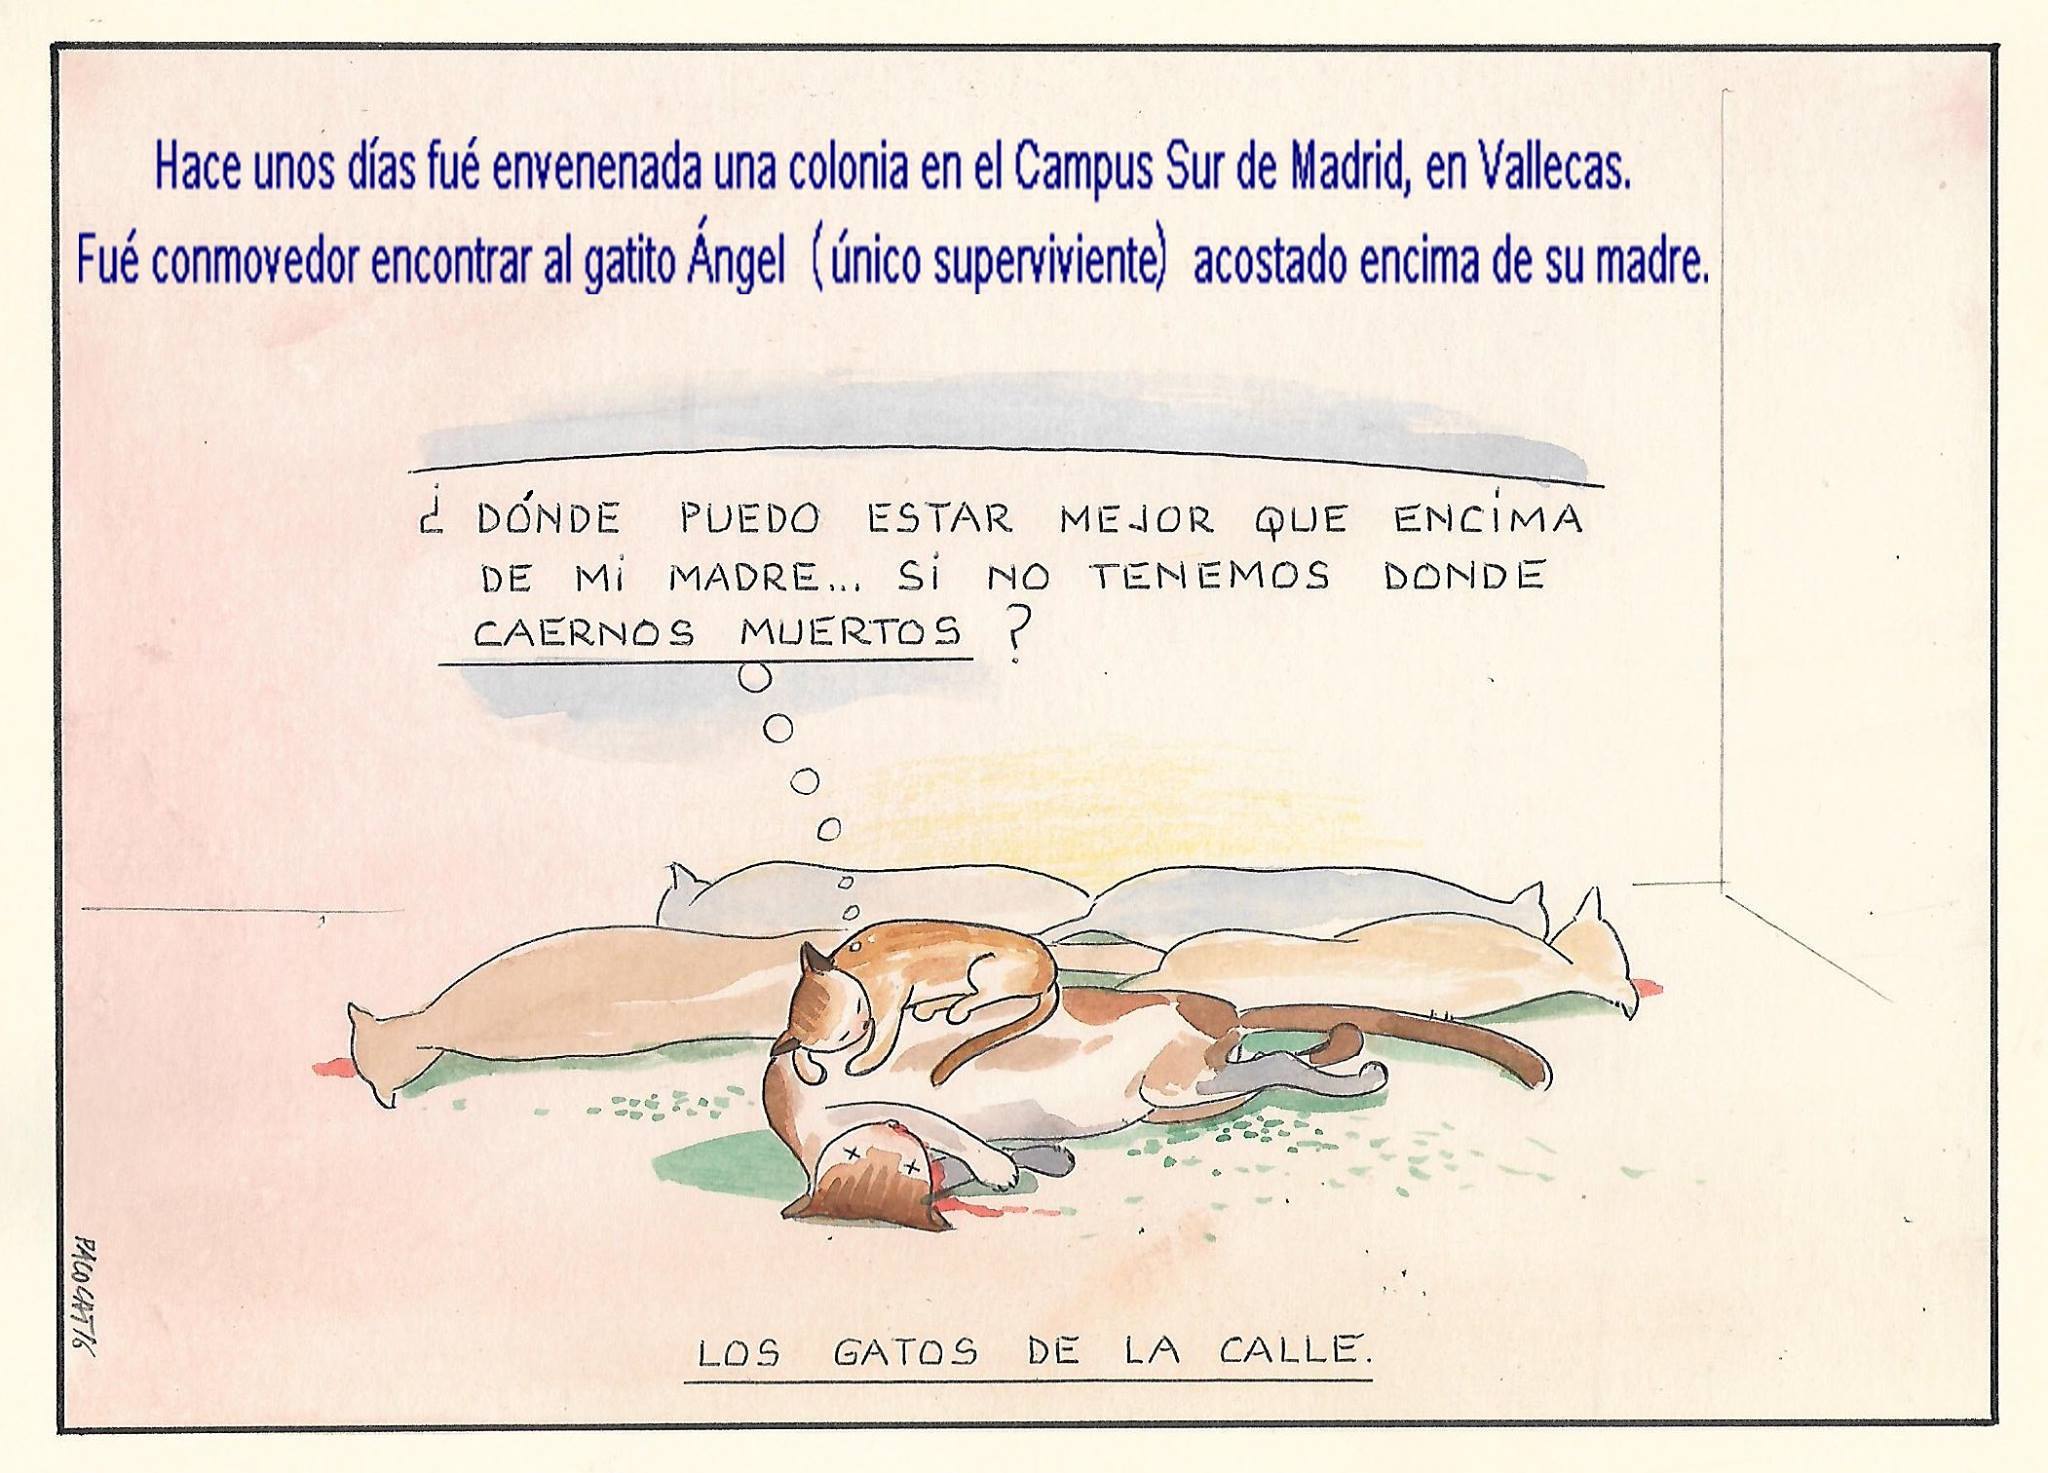 Hace unos días fué envenenada una colonia en el Campus Sur de Madrid, en Vallecas.
Fué conmovedor encontrar al gatito Ángel (único superviviente) acostado encima de su madre.
¿ DÓNDE PUEDO ESTAR MEJOR QUE ENCIMA
DE MI MADRE... SI NO TENEMOS DONDE
CAERNOS MUERTOS ?
LOS GATOS DE LA CALLE.